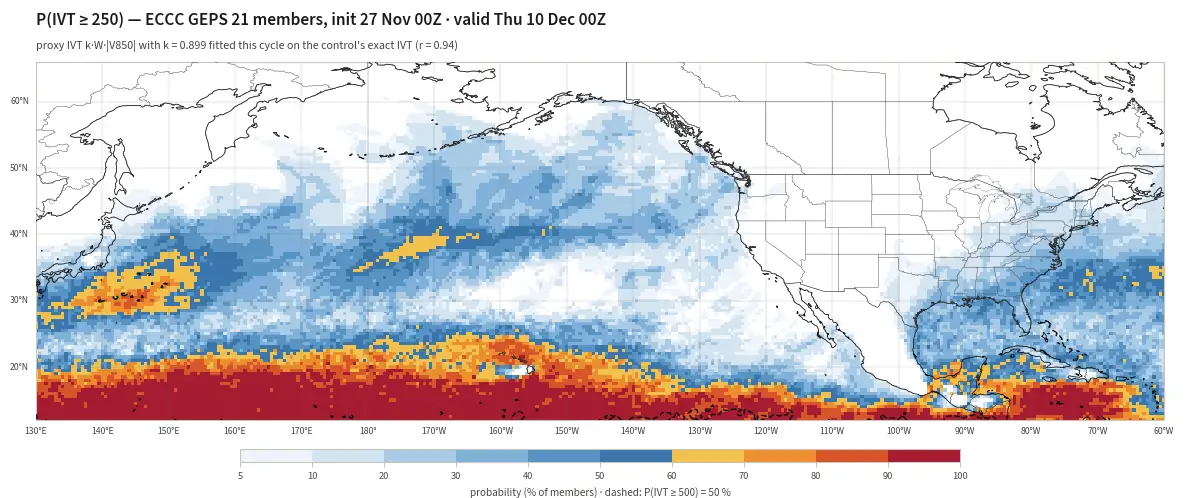 P(IVT ≥ 250) — ECCC GEPS 21 members, init 27 Nov 00Z · valid Thu 10 Dec 00Z
proxy IVT k·W·|V850| with k = 0.899 fitted this cycle on the control's exact IVT (r = 0.94)
60°N
50°N
40°N
30°N
20°N
130°E 140°E 150°E 160°E 170°E 180° 170°W 160°W 150°W 140°W 130°W 120°W 110°W 100°W 90°W 80°W 70°W 60°W
5 10 20 30 40 50 60 70 80 90 100
probability (% of members) · dashed: P(IVT ≥ 500) = 50 %